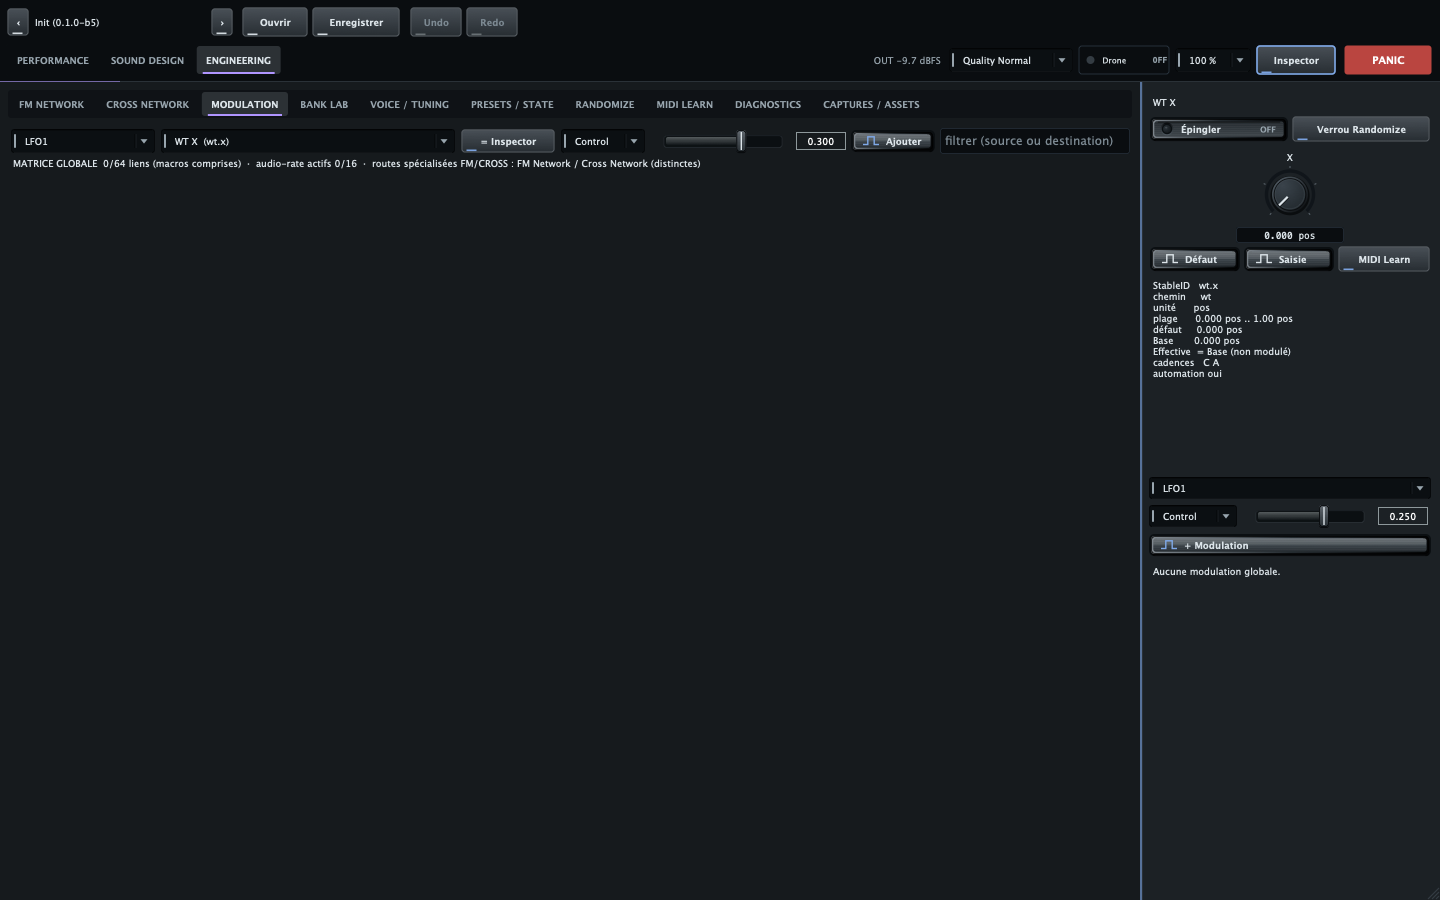 ‹ Init (0.1.0-b5) › Ouvrir Enregistrer Undo Redo
PERFORMANCE SOUND DESIGN ENGINEERING OUT -9.7 dBFS Quality Normal Drone OFF 100 % Inspector PANIC
FM NETWORK CROSS NETWORK MODULATION BANK LAB VOICE / TUNING PRESETS / STATE RANDOMIZE MIDI LEARN DIAGNOSTICS CAPTURES / ASSETS
LFO1 WT X (wt.x) = Inspector Control 0.300 Ajouter filtrer (source ou destination)
MATRICE GLOBALE 0/64 liens (macros comprises) · audio-rate actifs 0/16 · routes spécialisées FM/CROSS : FM Network / Cross Network (distinctes)
WT X
Épingler OFF Verrou Randomize
X
0.000 pos
Défaut Saisie MIDI Learn
StableID wt.x
chemin wt
unité pos
plage 0.000 pos .. 1.00 pos
défaut 0.000 pos
Base 0.000 pos
Effective = Base (non modulé)
cadences C A
automation oui
LFO1
Control 0.250
+ Modulation
Aucune modulation globale.